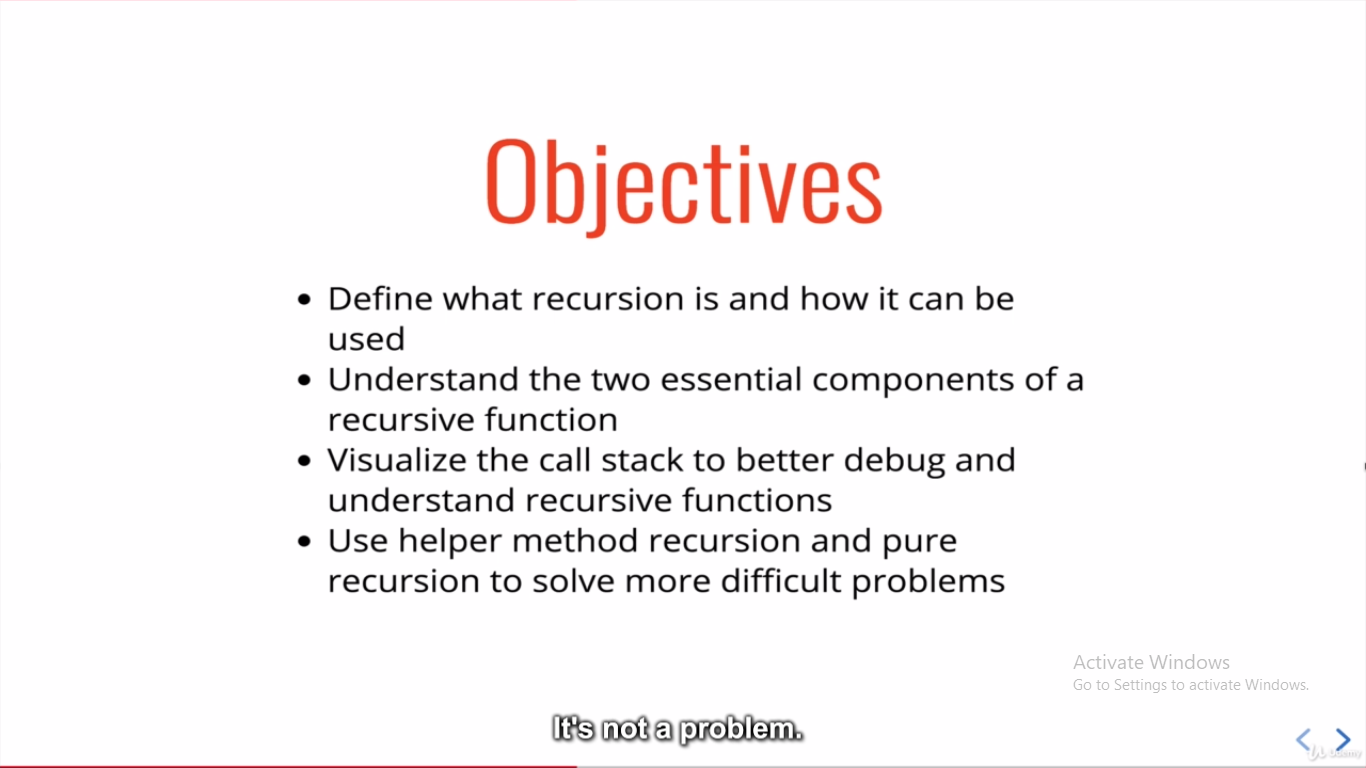 Objectives
• Define what recursion is and how it can be
used
• Understand the two essential components of a
recursive function
• Visualize the call stack to better debug and
understand recursive functions
• Use helper method recursion and pure
recursion to solve more difficult problems
Activate Windows
Go to Settings to activate Windows.
It's not a problem.
Udemy